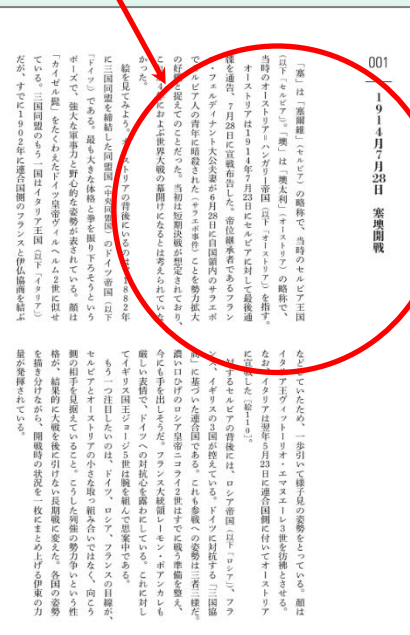 001
1914年7月28日　塞墺開戦
「塞」は「塞爾維（セルビア）」の略称で、当時のセルビア王国
（以下「セルビア」）。「墺」は「墺太利（オーストリア）」の略称で、
当時のオーストリア＝ハンガリー帝国（以下「オーストリア」）を指す。
オーストリアは1914年7月23日にセルビアに対して最後通
牒を通告、7月28日に宣戦布告した。帝位継承者であるフラン
・フェルディナント大公夫妻が6月28日に自国領内のサラエボ
でセルビア人の青年に暗殺された（サラエボ事件）ことを勢力拡大
の好機と捉えてのことだった。当初は短期決戦が想定されており、
4年におよぶ世界大戦の幕開けになるとは考えられていな
かった。
絵を見てみよう。オーストリアの背後にいるのは、1882年
に三国同盟を締結した同盟国（中央同盟国）のドイツ帝国（以下
「ドイツ」）である。最も大きな体格と拳を振り下ろそうという
ポーズで、強大な軍事力と野心的な姿勢が表されている。顔は
「カイゼル髭」をたくわえたドイツ皇帝ヴィルヘルム2世に似せ
ている。三国同盟のもう一国はイタリア王国（以下「イタリア」）
だが、すでに1902年に連合国側のフランスと伊仏協商を結ぶ
などしていたため、一歩引いて様子見の姿勢をとっている。顔は
イタリア王ヴィットーリオ・エマヌエーレ3世を彷彿とさせる。
なおイタリアは翌年5月23日に連合国側に付いてオーストリア
に宣戦した［絵110］。
対するセルビアの背後には、ロシア帝国（以下「ロシア」）、フラ
ンス、イギリスの3国が控えている。ドイツに対抗する「三国協
商」に基づいた連合国である。これも参戦への姿勢は三者三様だ。
濃い口ひげのロシア皇帝ニコライ2世はすでに戦う準備を整え、
今にも手を出しそうだ。フランス大統領レーモン・ポアンカレも
厳しい表情で、ドイツへの対抗心を露わにしている。これに対し
てイギリス国王ジョージ5世は腕を組んで思案中である。
もう一つ注目したいのは、ドイツ、ロシア、フランスの目線が、
セルビアとオーストリアの小さな取っ組み合いではなく、向こう
側の相手を見据えていること。こうした列強の勢力争いという性
格が、結果的に大戦を後に引けない長期戦に変えた。各国の姿勢
を描き分けながら、開戦時の状況を一枚にまとめ上げる伊東の力
量が発揮されている。